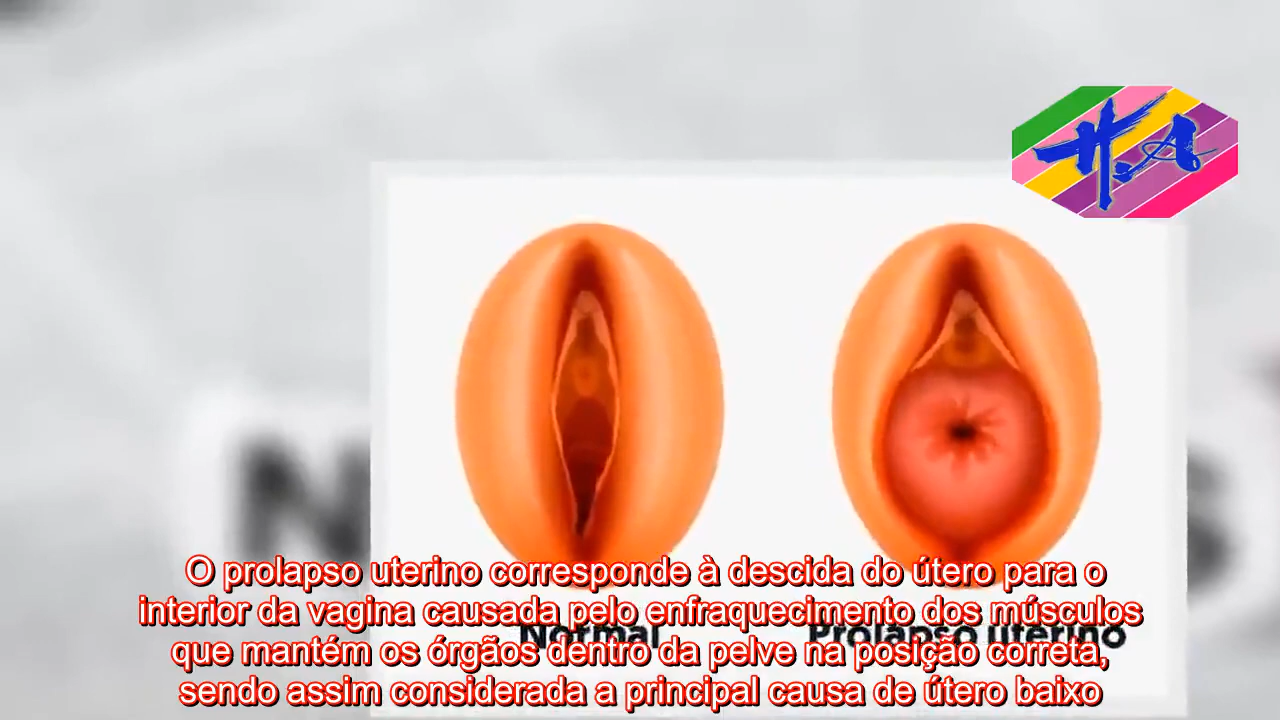 H.A
N
S
Normal
Prolapso uterino
O prolapso uterino corresponde à descida do útero para o
interior da vagina causada pelo enfraquecimento dos músculos
que mantém os órgãos dentro da pelve na posição correta,
sendo assim considerada a principal causa de útero baixo